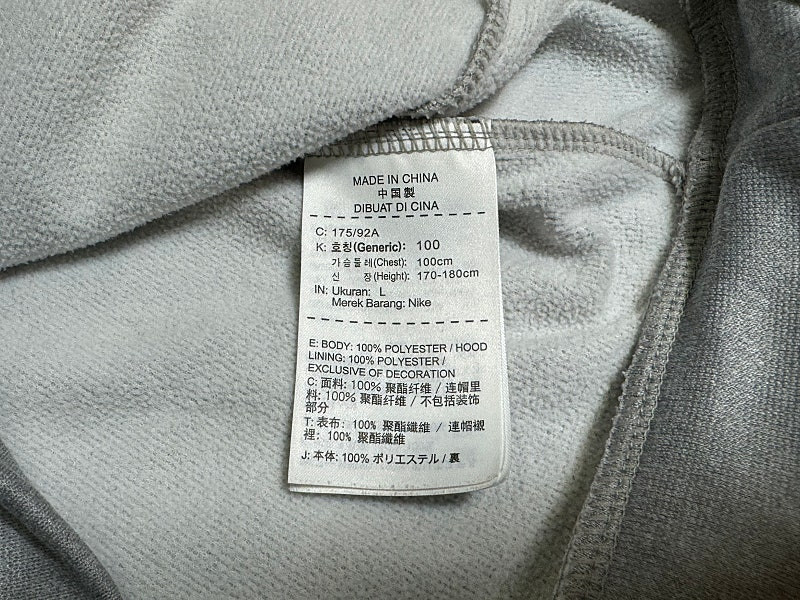 MADE IN CHINA
中国製
DIBUAT DI CINA
C: 175/92A
K: 호칭(Generic): 100
가슴둘레(Chest): 100cm
신 장(Height): 170-180cm
IN: Ukuran: L
Merek Barang: Nike
E: BODY: 100% POLYESTER / HOOD
LINING: 100% POLYESTER /
EXCLUSIVE OF DECORATION
C: 面料: 100% 聚酯纤维 / 连帽里
料: 100% 聚酯纤维 / 不包括装饰
部分
T: 表布: 100% 聚酯纖維 / 連帽襯
裡: 100% 聚酯纖維
J: 本体: 100% ポリエステル / 裏